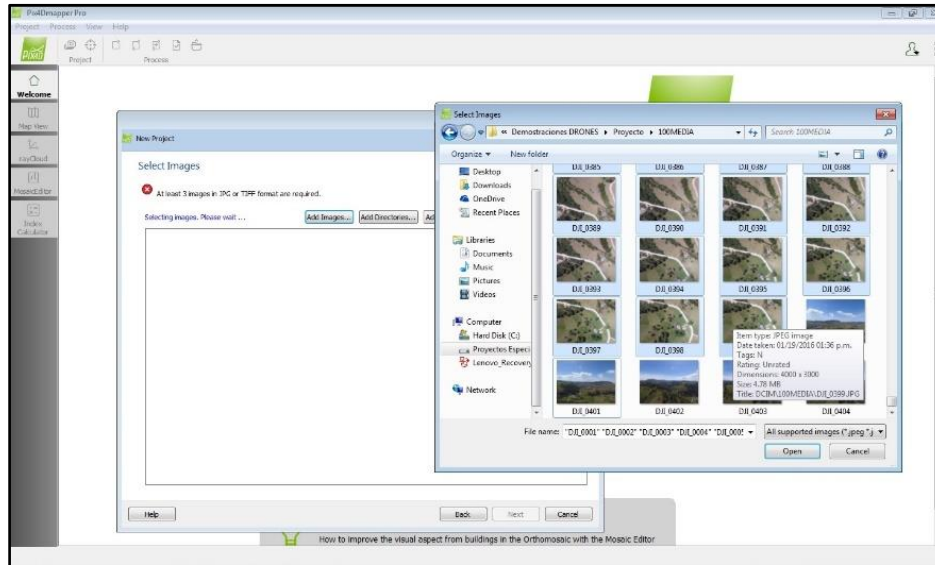 Pix4Dmapper Pro
Project Process View Help
Project
Process
Welcome
Map View
rayCloud
MosaicEditor
Index
Calculator
New Project
Select Images
At least 3 images in JPG or TIFF format are required.
Selecting images. Please wait ...
Add Images...
Add Directories...
Help
Back
Next
Cancel
How to improve the visual aspect from buildings in the Orthomosaic with the Mosaic Editor
Select Images
« Demostraciones DRONES Proyecto 100MEDIA
Search 100MEDIA
Organize
New folder
Desktop
Downloads
OneDrive
Recent Places
Libraries
Documents
Music
Pictures
Videos
Computer
Hard Disk (C:)
Proyectos Especi
Lenovo_Recovery
Network
DJI_0385 DJI_0386 DJI_0387 DJI_0388
DJI_0389 DJI_0390 DJI_0391 DJI_0392
DJI_0393 DJI_0394 DJI_0395 DJI_0396
DJI_0397 DJI_0398
DJI_0401 DJI_0402 DJI_0403 DJI_0404
Item type: JPEG image
Date taken: 01/19/2016 01:36 p.m.
Tags: N
Rating: Unrated
Dimensions: 4000 x 3000
Size: 4.78 MB
Title: DCIM\100MEDIA\DJI_0399.JPG
File name: "DJI_0001" "DJI_0002" "DJI_0003" "DJI_0004" "DJI_0005
All supported images (*.jpeg *.j
Open
Cancel